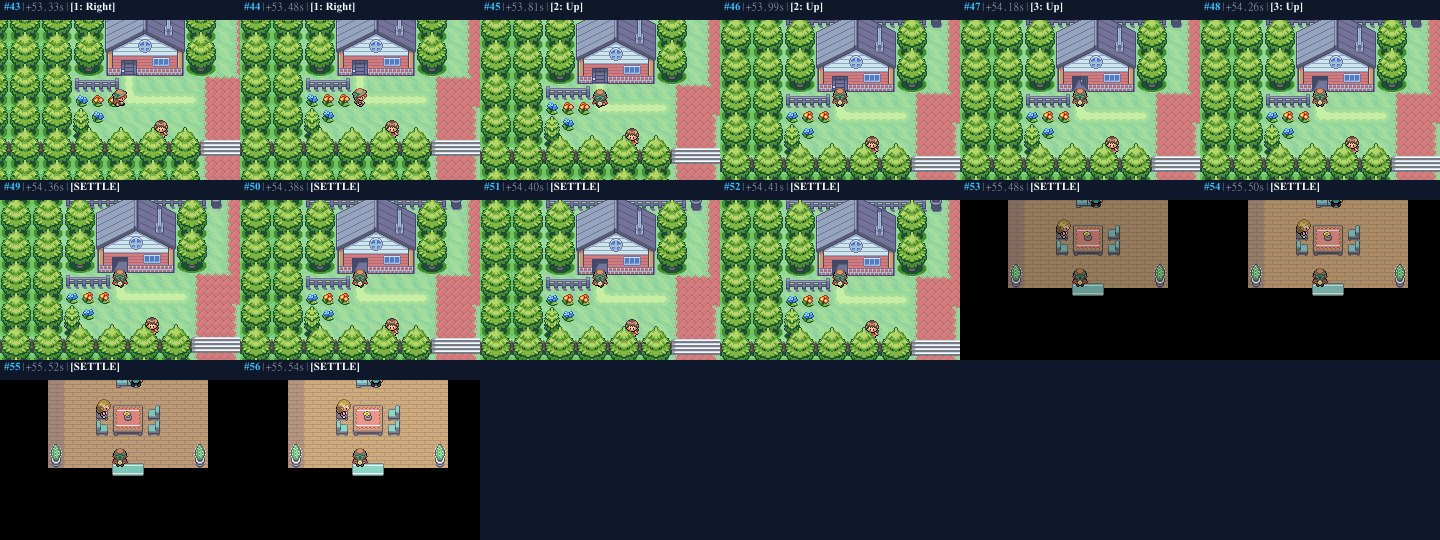 #43|+53.33s|[1: Right]
#44|+53.48s|[1: Right]
#45|+53.81s|[2: Up]
#46|+53.99s|[2: Up]
#47|+54.18s|[3: Up]
#48|+54.26s|[3: Up]
#49|+54.36s|[SETTLE]
#50|+54.38s|[SETTLE]
#51|+54.40s|[SETTLE]
#52|+54.41s|[SETTLE]
#53|+55.48s|[SETTLE]
#54|+55.50s|[SETTLE]
#55|+55.52s|[SETTLE]
#56|+55.54s|[SETTLE]